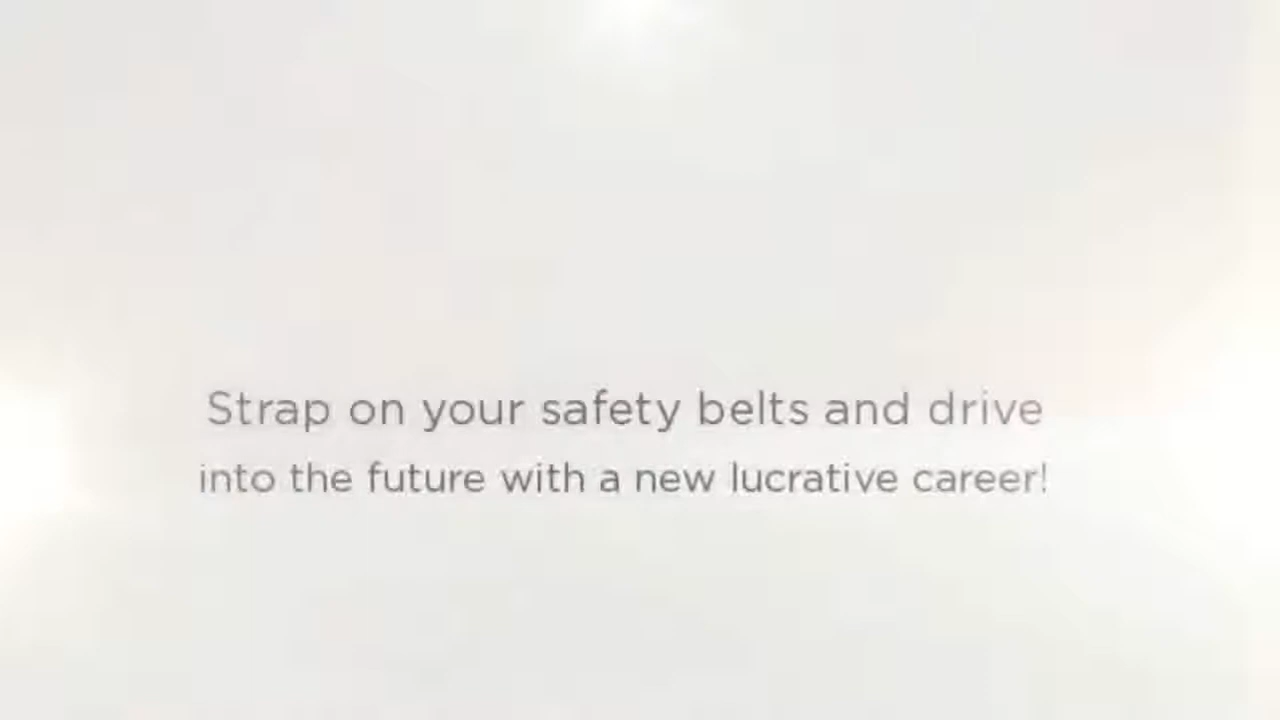 Strap on your safety belts and drive
into the future with a new lucrative career!